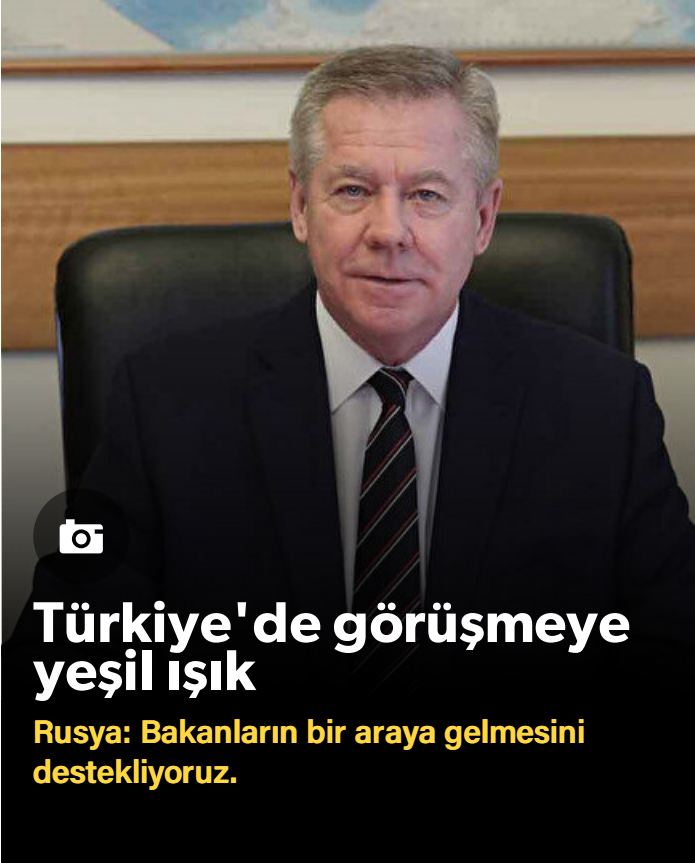 Türkiye'de görüşmeye
yeşil ışık
Rusya: Bakanların bir araya gelmesini
destekliyoruz.